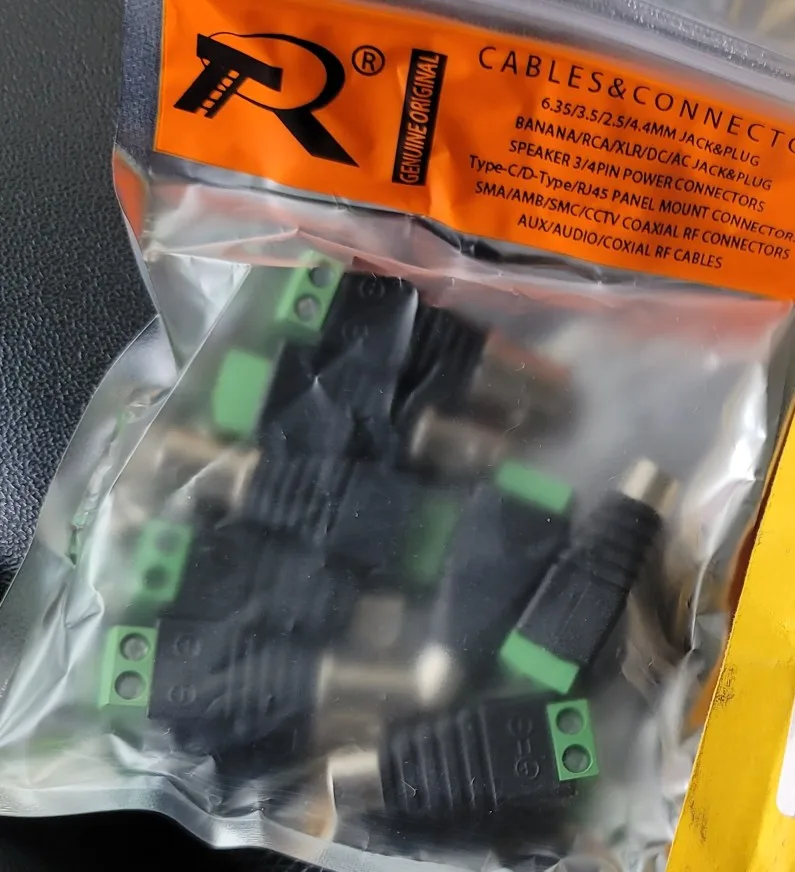 R®
GENUINE ORIGINAL
CABLES&CONNECTO
6.35/3.5/2.5/4.4MM JACK&PLUG
BANANA/RCA/XLR/DC/AC JACK&PLUG
SPEAKER 3/4PIN POWER CONNECTORS
Type-C/D-Type/RJ45 PANEL MOUNT CONNECTORS
SMA/AMB/SMC/CCTV COAXIAL RF CONNECTORS
AUX/AUDIO/COXIAL RF CABLES